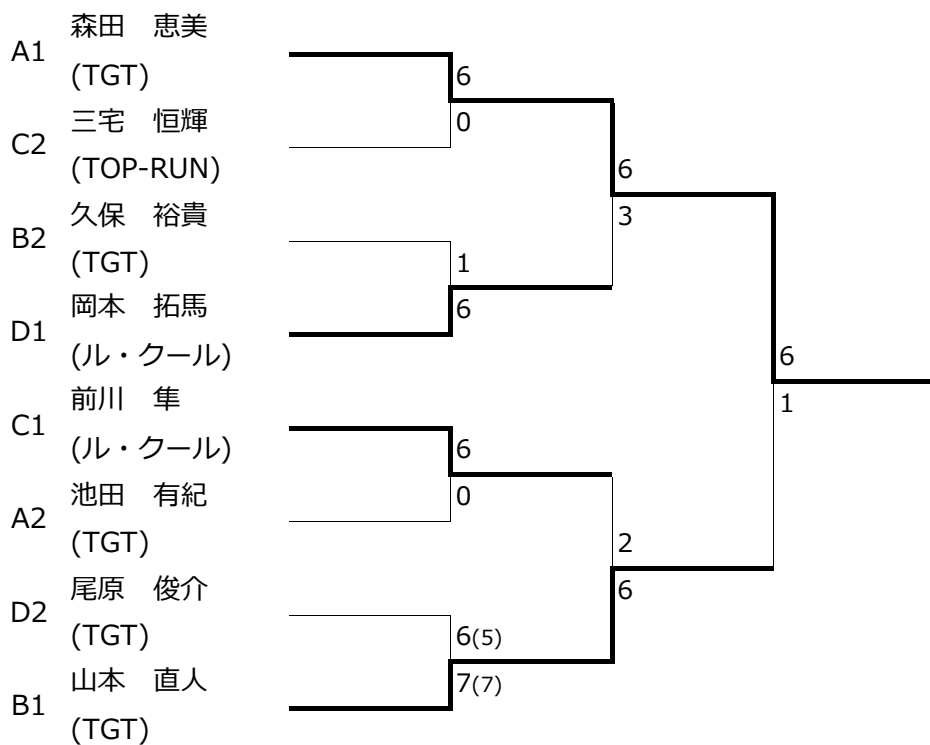 A1 森田　恵美
(TGT)
6
0
C2 三宅　恒輝
(TOP-RUN)
6
3
B2 久保　裕貴
(TGT)
1
6
D1 岡本　拓馬
(ル・クール)
6
1
C1 前川　隼
(ル・クール)
6
0
A2 池田　有紀
(TGT)
2
6
D2 尾原　俊介
(TGT)
6(5)
7(7)
B1 山本　直人
(TGT)